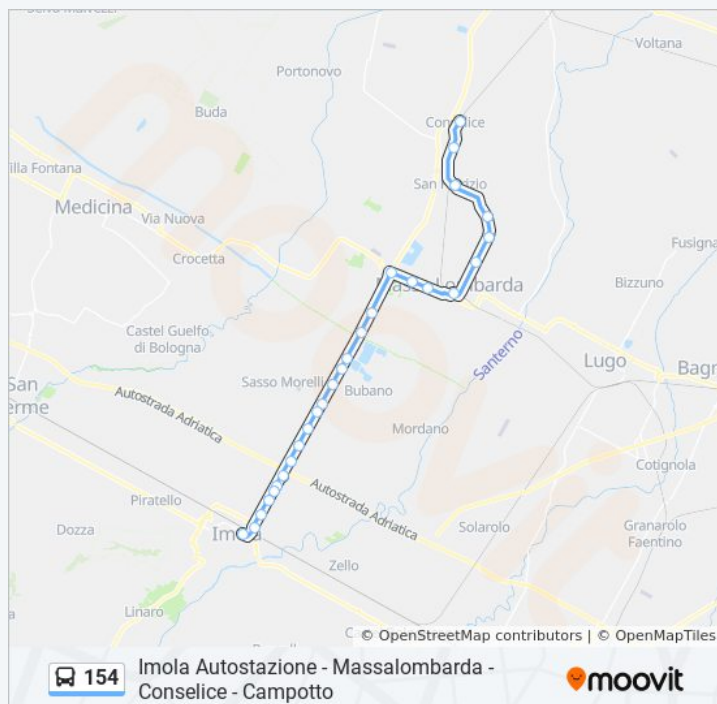 Voltana
Portonovo
Buda
Conselice
Villa Fontana
San Patrizio
Medicina
Via Nuova
Fusigna
Crocetta
Massa Lombarda
Bizzuno
Castel Guelfo
di Bologna
Santerno
Lugo
Bagn
San
erme
Sasso Morelli
Bubano
Autostrada Adriatica
Mordano
Cotignola
Piratello
Autostrada Adriatica
Dozza
Imola
Solarolo
Granarolo
Faentino
Zello
Linaro
© OpenStreetMap contributors | © OpenMapTiles
154
Imola Autostazione - Massalombarda -
Conselice - Campotto
moovit